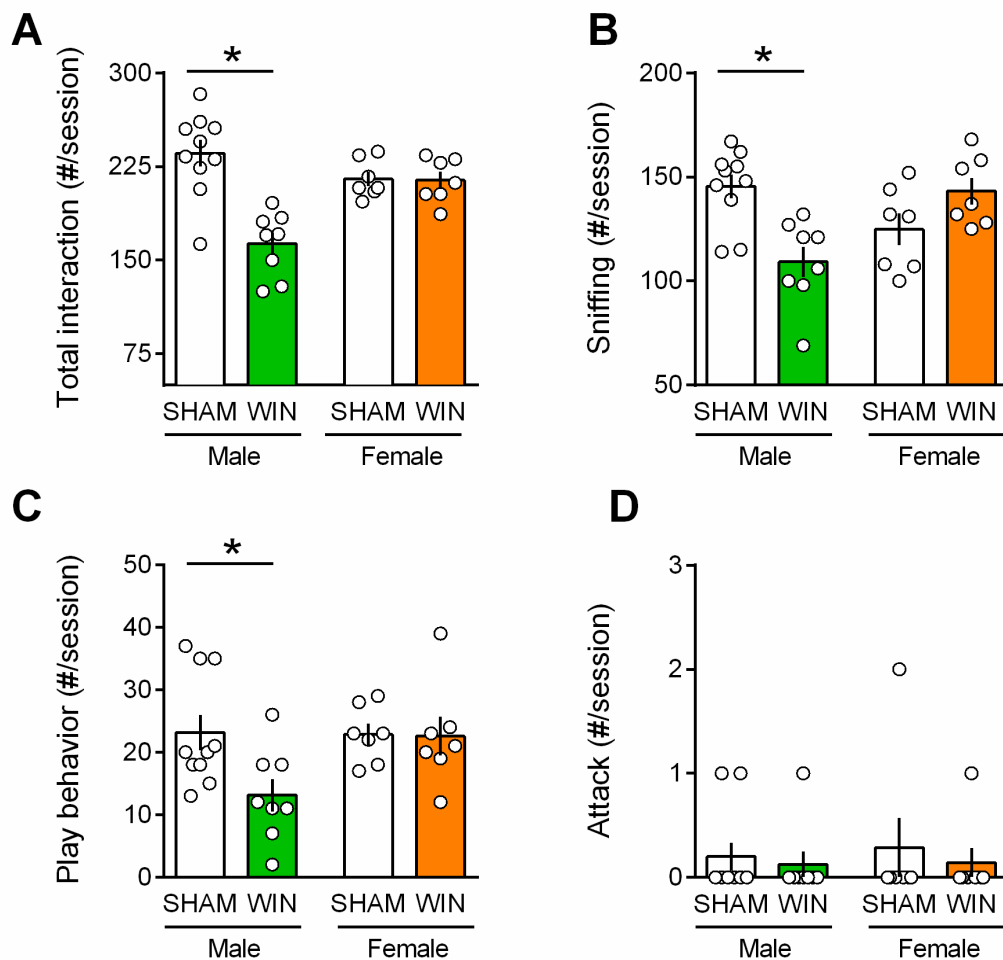 A
Total interaction (#/session)
300
225
150
75
*
SHAM WIN SHAM WIN
Male Female
B
Sniffing (#/session)
200
150
100
50
*
SHAM WIN SHAM WIN
Male Female
C
Play behavior (#/session)
50
40
30
20
10
0
*
SHAM WIN SHAM WIN
Male Female
D
Attack (#/session)
3
2
1
0
SHAM WIN SHAM WIN
Male Female